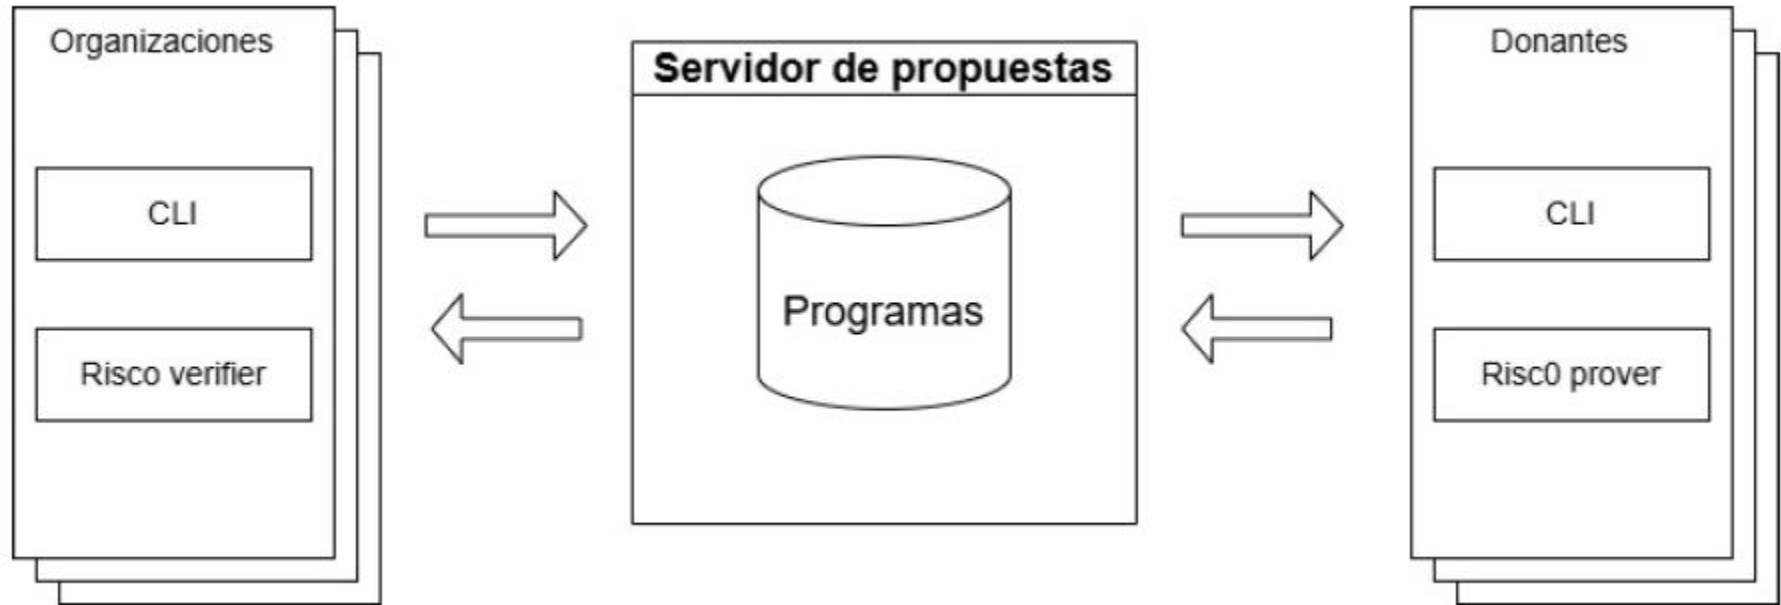 Organizaciones
CLI
Risco verifier
Servidor de propuestas
Programas
Donantes
CLI
Risc0 prover